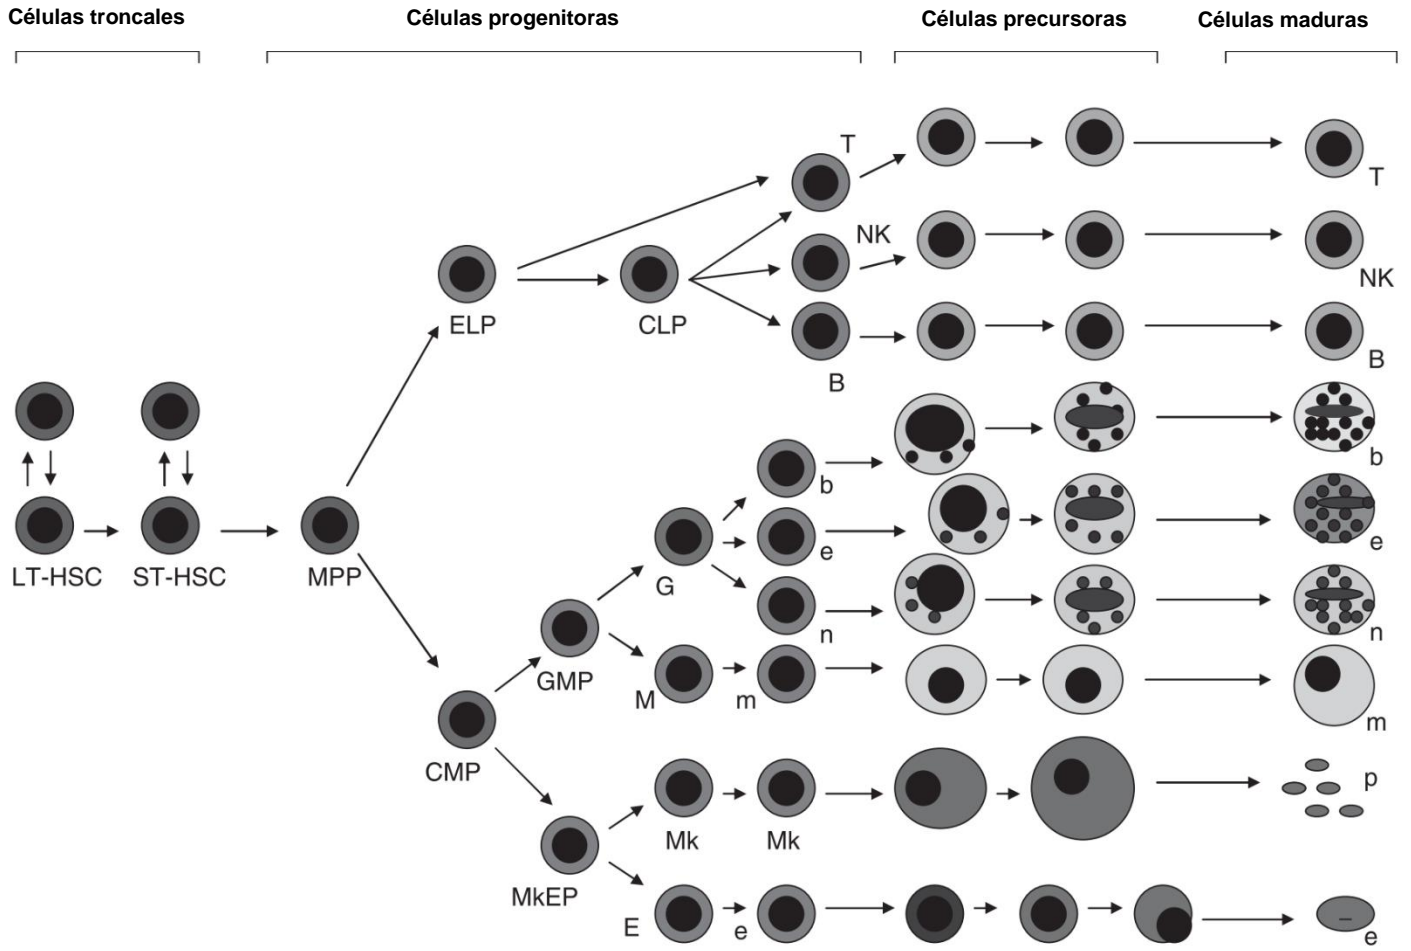 Células troncales
Células progenitoras
Células precursoras
Células maduras
T
T
NK
NK
ELP
CLP
B
B
b
b
LT-HSC
ST-HSC
MPP
G
e
e
n
n
GMP
M
m
m
CMP
p
Mk
Mk
MkEP
E
e
e